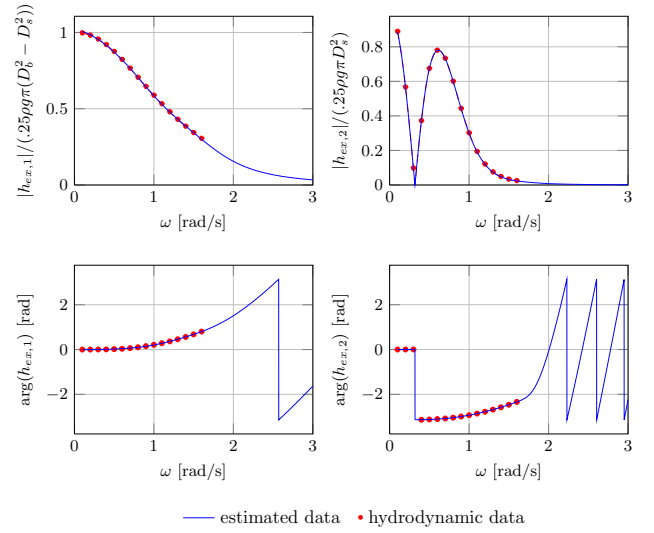 |h_{ex,1}|/(.25ρgπ(D_b^2 − D_s^2))
1
0
0 1 2 3
ω [rad/s]
|h_{ex,2}|/(.25ρgπD_s^2)
0.8
0.6
0.4
0.2
0
0 1 2 3
ω [rad/s]
arg(h_{ex,1}) [rad]
2
0
−2
0 1 2 3
ω [rad/s]
arg(h_{ex,2}) [rad]
2
0
−2
0 1 2 3
ω [rad/s]
estimated data hydrodynamic data